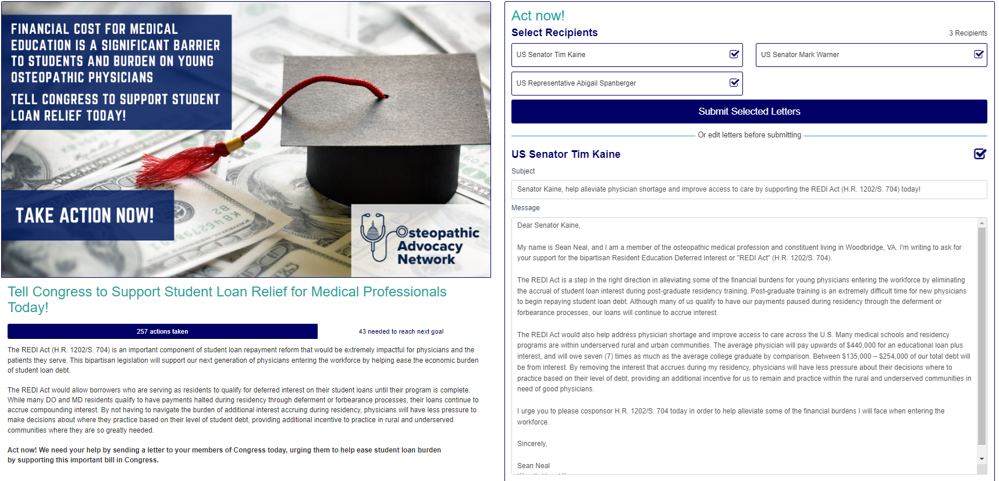 FINANCIAL COST FOR MEDICAL
EDUCATION IS A SIGNIFICANT BARRIER
TO STUDENTS AND BURDEN ON YOUNG
OSTEOPATHIC PHYSICIANS
TELL CONGRESS TO SUPPORT STUDENT
LOAN RELIEF TODAY!
TAKE ACTION NOW!
Osteopathic
Advocacy
Network
Tell Congress to Support Student Loan Relief for Medical Professionals
Today!
257 actions taken
43 needed to reach next goal
The REDI Act (H.R. 1202/S. 704) is an important component of student loan repayment reform that would be extremely impactful for physicians and the
patients they serve. This bipartisan legislation will support our next generation of physicians entering the workforce by helping ease the economic burden
of student loan debt.
The REDI Act would allow borrowers who are serving as residents to qualify for deferred interest on their student loans until their program is complete.
While many DO and MD residents qualify to have payments halted during residency through deferment or forbearance processes, their loans continue to
accrue compounding interest. By not having to navigate the burden of additional interest accruing during residency, physicians will have less pressure to
make decisions about where they practice based on their level of student debt, providing additional incentive to practice in rural and underserved
communities where they are so greatly needed.
Act now! We need your help by sending a letter to your members of Congress today, urging them to help ease student loan burden
by supporting this important bill in Congress.
Act now!
Select Recipients
3 Recipients
US Senator Tim Kaine
US Senator Mark Warner
US Representative Abigail Spanberger
Submit Selected Letters
Or edit letters before submitting
US Senator Tim Kaine
Subject
Senator Kaine, help alleviate physician shortage and improve access to care by supporting the REDI Act (H.R. 1202/S. 704) today!
Message
Dear Senator Kaine,
My name is Sean Neal, and I am a member of the osteopathic medical profession and constituent living in Woodbridge, VA. I'm writing to ask for
your support for the bipartisan Resident Education Deferred Interest or "REDI Act" (H.R. 1202/S. 704).
The REDI Act is a step in the right direction in alleviating some of the financial burdens for young physicians entering the workforce by eliminating
the accrual of student loan interest during post-graduate residency training. Post-graduate training is an extremely difficult time for new physicians
to begin repaying student loan debt. Although many of us qualify to have our payments paused during residency through the deferment or
forbearance processes, our loans will continue to accrue interest.
The REDI Act would also help address physician shortage and improve access to care across the U.S. Many medical schools and residency
programs are within underserved rural and urban communities. The average physician will pay upwards of $440,000 for an educational loan plus
interest, and will owe seven (7) times as much as the average college graduate by comparison. Between $135,000 – $254,000 of our total debt will
be from interest. By removing the interest that accrues during my residency, physicians will have less pressure about their decisions where to
practice based on their level of debt, providing an additional incentive for us to remain and practice within the rural and underserved communities in
need of good physicians.
I urge you to please cosponsor H.R. 1202/S. 704 today in order to help alleviate some of the financial burdens I will face when entering the
workforce.
Sincerely,
Sean Neal